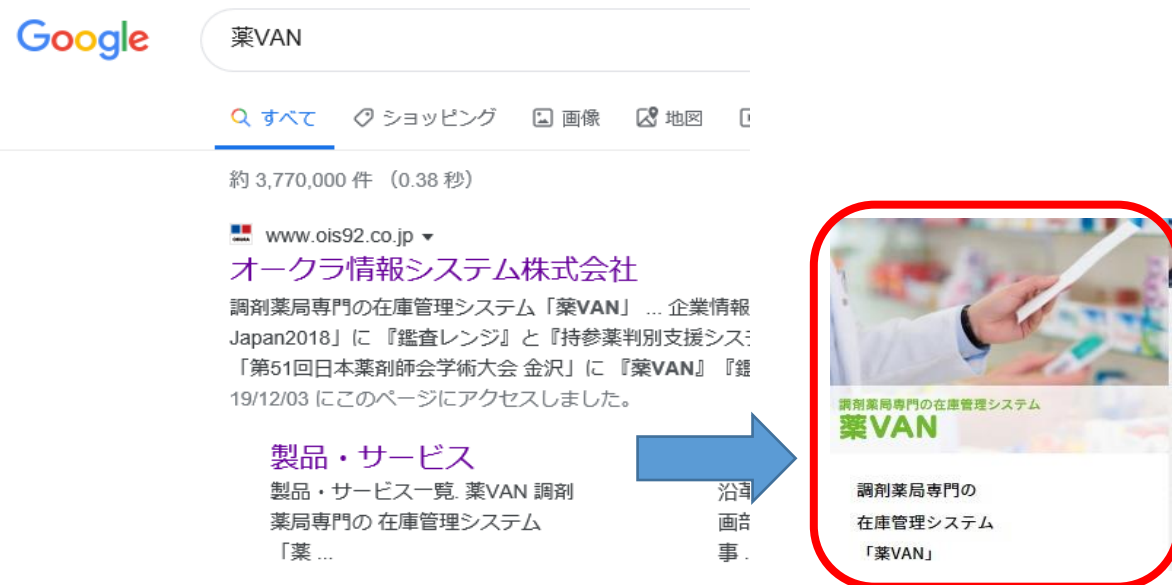 Google
薬VAN
すべて ショッピング 画像 地図
約 3,770,000 件 (0.38 秒)
www.ois92.co.jp
オークラ情報システム株式会社
調剤薬局専門の在庫管理システム「薬VAN」 ... 企業情報
Japan2018」に 『鑑査レンジ』と『持参薬判別支援システ
「第51回日本薬剤師会学術大会 金沢」に 『薬VAN』『鑑
19/12/03 にこのページにアクセスしました。
製品・サービス
製品・サービス一覧. 薬VAN 調剤
薬局専門の 在庫管理システム
「薬 ...
沿革
画部
事 .
調剤薬局専門の在庫管理システム
薬VAN
調剤薬局専門の
在庫管理システム
「薬VAN」